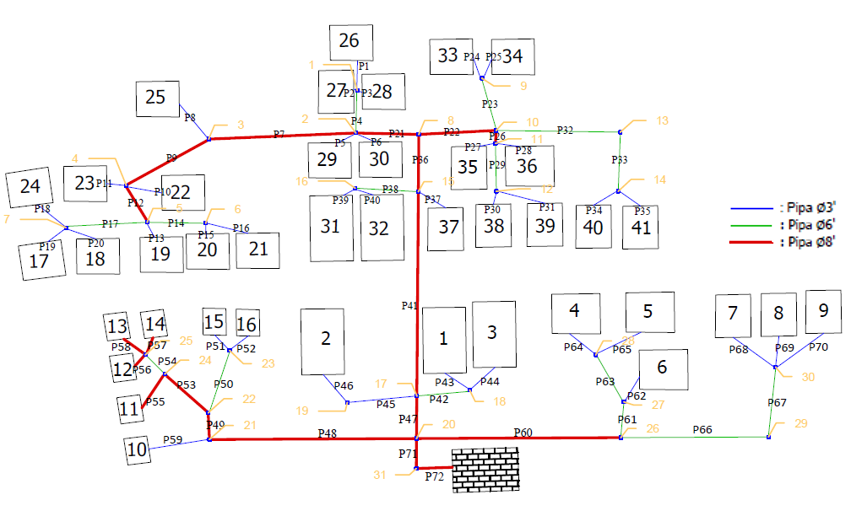 26
33
P24
P25
34
1
P1
27
P2
P3
28
9
25
P8
3
2
P4
P23
8
10
P32
13
P7
P21
P22
P26
11
P5
P6
P27
P28
4
P9
29
30
P36
35
P29
36
P33
24
23
P11
P10
22
16
P38
15
12
14
P18
P12
P39
P40
P37
P30
P31
P34
P35
7
P17
5
P14
6
31
32
37
38
39
40
41
P19
P20
P13
P15
P16
17
18
19
20
21
: Pipa Ø3"
: Pipa Ø6"
: Pipa Ø8"
P41
13
14
15
16
2
1
3
4
5
7
8
9
P58
P57
25
P51
P52
P64
28
P65
P68
P69
P70
12
P56
P54
24
23
6
30
P53
P50
P46
17
P43
P44
P63
P62
11
P55
19
P45
P42
18
27
P67
22
P49
P47
P61
21
P48
20
P60
26
P66
29
10
P59
P71
31
P72